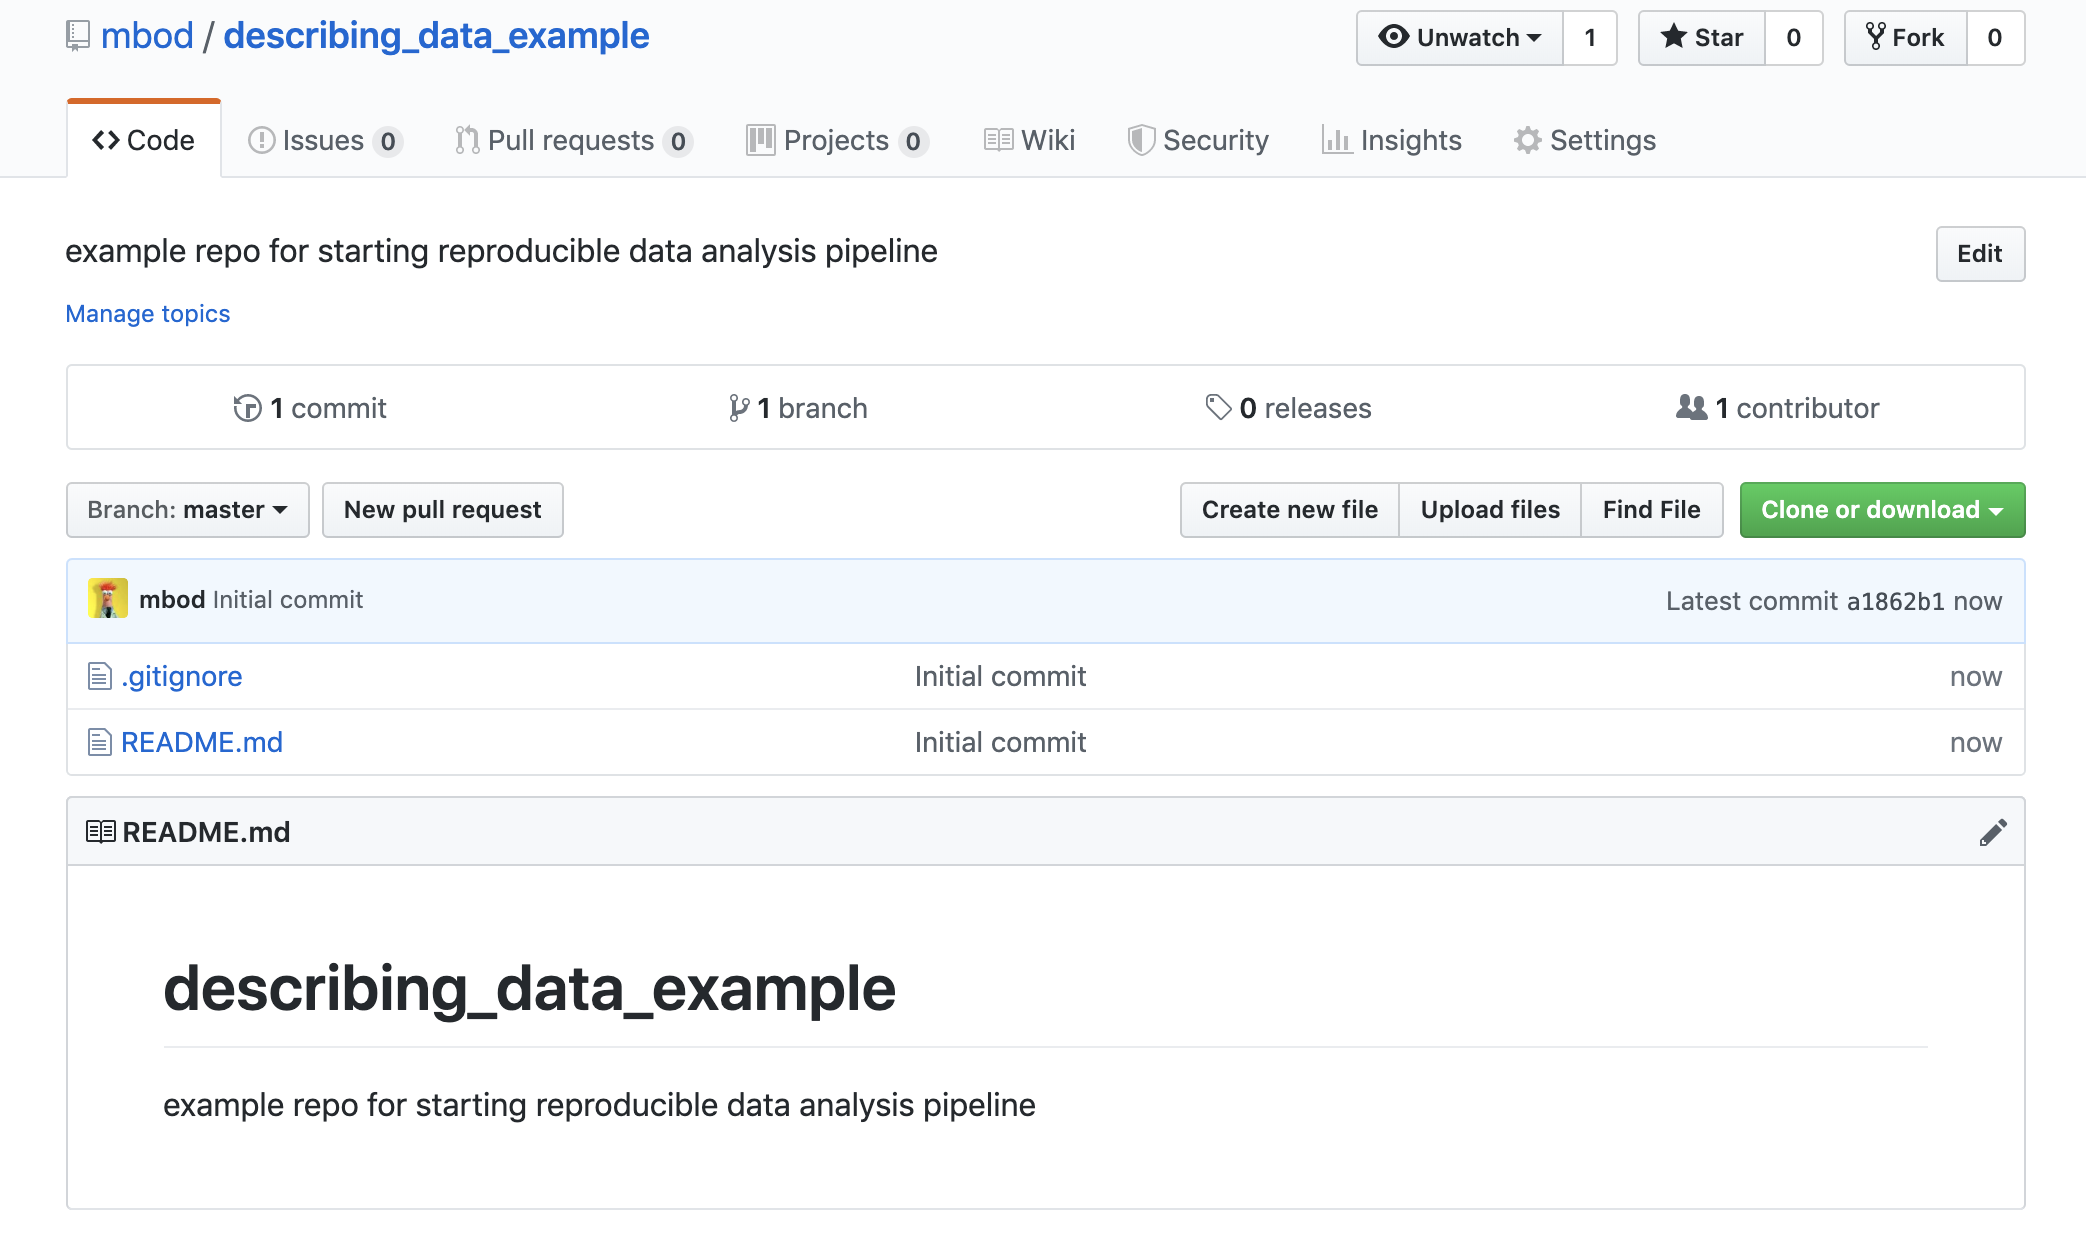 mbod / describing_data_example
Unwatch 1 Star 0 Fork 0
Code Issues 0 Pull requests 0 Projects 0 Wiki Security Insights Settings
example repo for starting reproducible data analysis pipeline
Edit
Manage topics
1 commit 1 branch 0 releases 1 contributor
Branch: master New pull request Create new file Upload files Find File Clone or download
mbod Initial commit Latest commit a1862b1 now
.gitignore Initial commit now
README.md Initial commit now
README.md
describing_data_example
example repo for starting reproducible data analysis pipeline